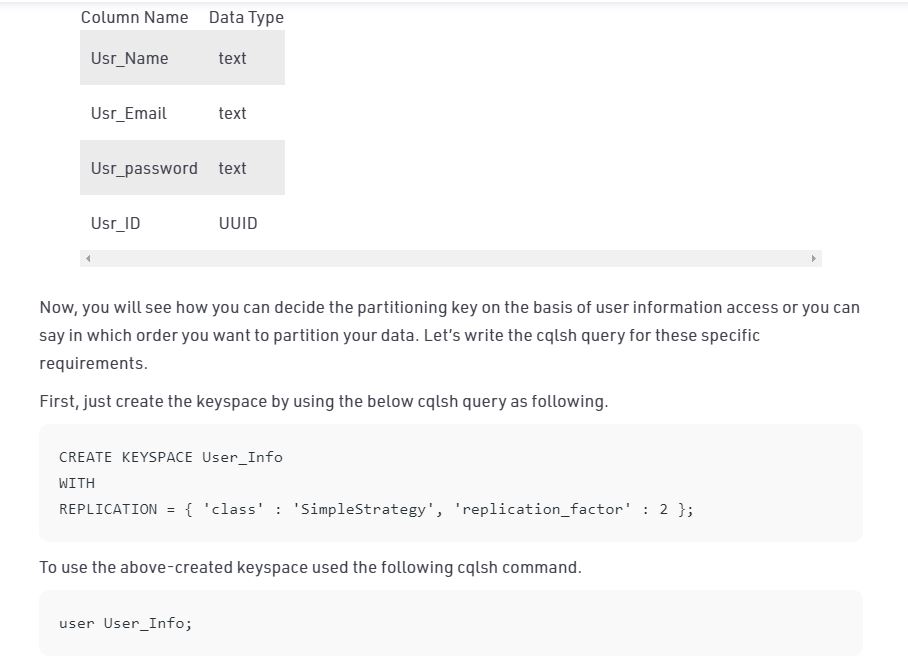 Column Name Data Type
Usr_Name text
Usr_Email text
Usr_password text
Usr_ID UUID
Now, you will see how you can decide the partitioning key on the basis of user information access or you can
say in which order you want to partition your data. Let’s write the cqlsh query for these specific
requirements.
First, just create the keyspace by using the below cqlsh query as following.
CREATE KEYSPACE User_Info
WITH
REPLICATION = { 'class' : 'SimpleStrategy', 'replication_factor' : 2 };
To use the above-created keyspace used the following cqlsh command.
user User_Info;